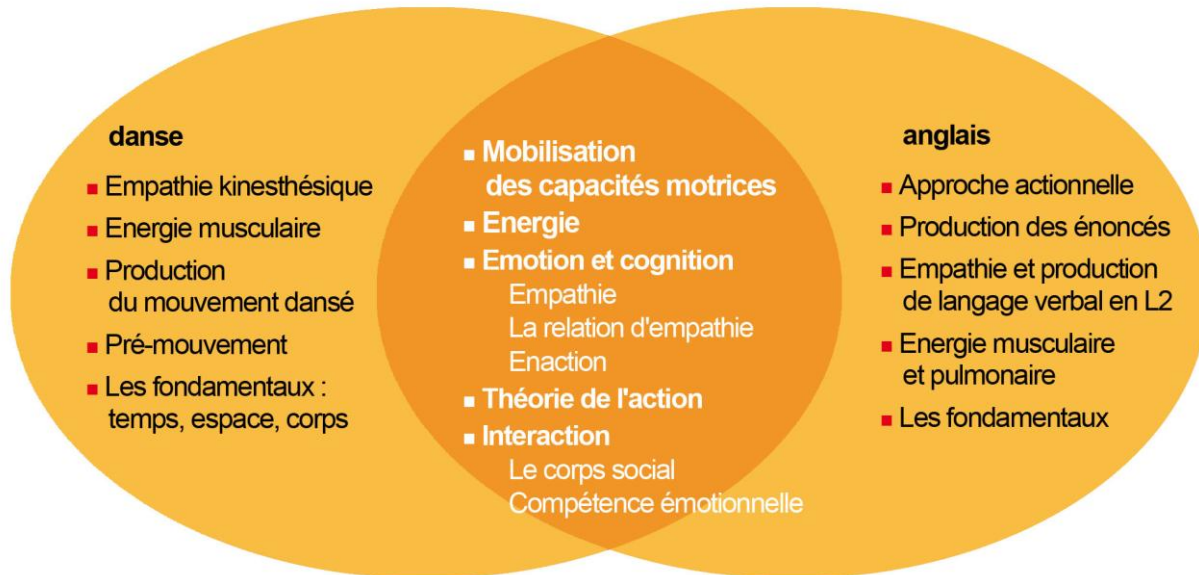 danse
Empathie kinesthésique
Energie musculaire
Production
du mouvement dansé
Pré-mouvement
Les fondamentaux :
temps, espace, corps
Mobilisation
des capacités motrices
Energie
Emotion et cognition
Empathie
La relation d'empathie
Enaction
Théorie de l'action
Interaction
Le corps social
Compétence émotionnelle
anglais
Approche actionnelle
Production des énoncés
Empathie et production
de langage verbal en L2
Energie musculaire
et pulmonaire
Les fondamentaux